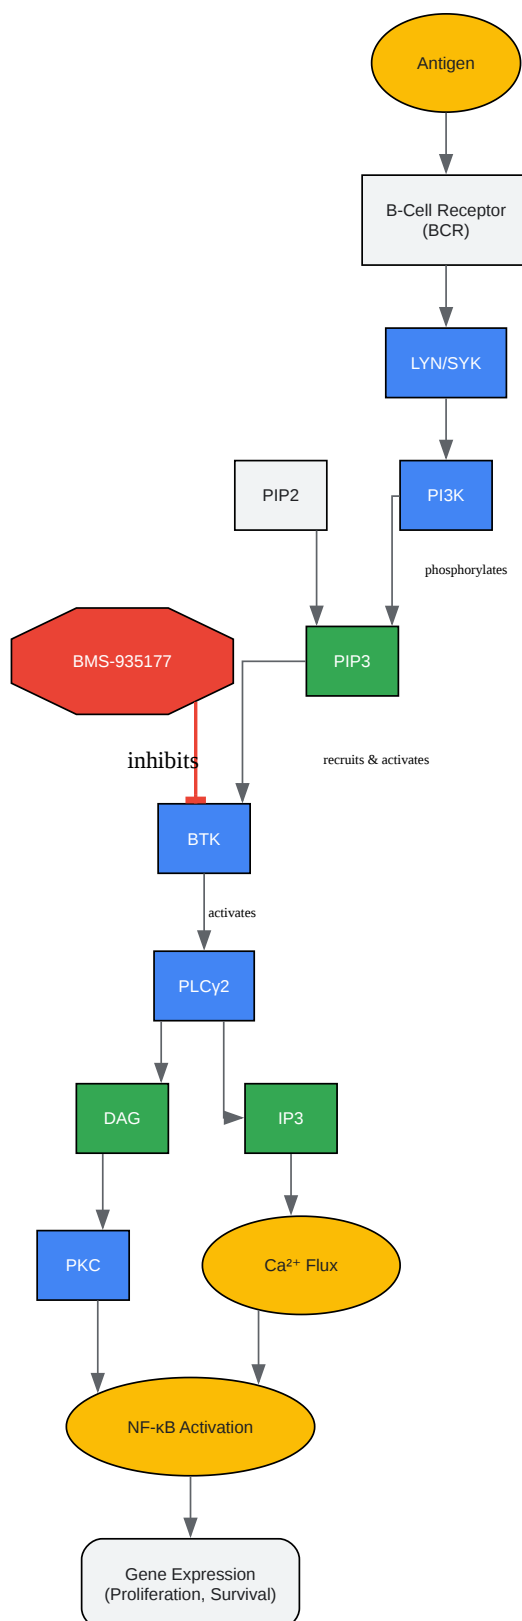 Antigen
B-Cell Receptor
(BCR)
LYN/SYK
PIP2
PI3K
phosphorylates
BMS-935177
PIP3
inhibits
recruits & activates
BTK
activates
PLCγ2
DAG
IP3
PKC
Ca²⁺ Flux
NF-κB Activation
Gene Expression
(Proliferation, Survival)